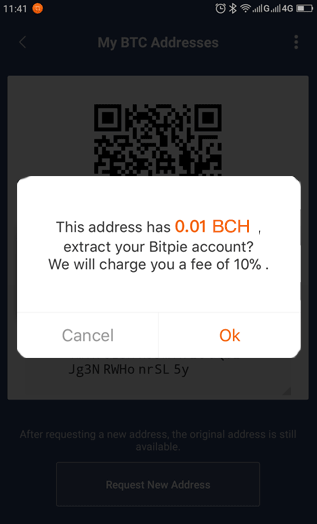 11:41 G 4G
My BTC Addresses
This address has 0.01 BCH ,
extract your Bitpie account?
We will charge you a fee of 10% .
Cancel Ok
Jg3N RWHo nrSL 5y
After requesting a new address, the original address is still
available.
Request New Address